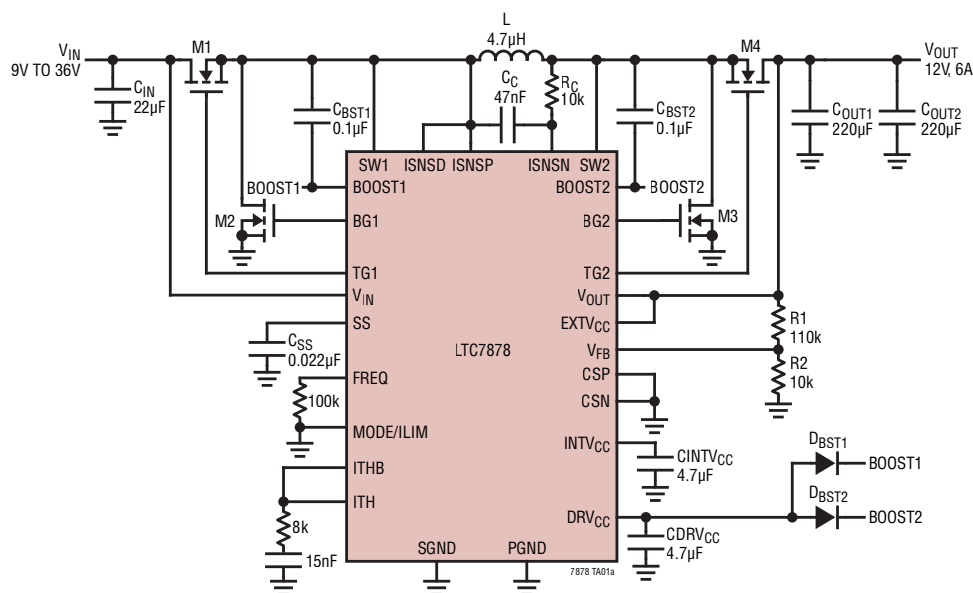 L
4.7µH
VIN
9V TO 36V
M1
M4
VOUT
12V, 6A
CIN
22µF
CBST1
0.1µF
CC
47nF
RC
10k
CBST2
0.1µF
COUT1
220µF
COUT2
220µF
SW1
ISNSD
ISNSP
ISNSN
SW2
BOOST1
BOOST1
BOOST2
BOOST2
M2
BG1
BG2
M3
TG1
TG2
VIN
VOUT
SS
EXTVCC
R1
110k
CSS
0.022µF
LTC7878
VFB
R2
10k
FREQ
CSP
100k
CSN
MODE/ILIM
INTVCC
DBST1
BOOST1
CINTVCC
4.7µF
ITHB
DBST2
BOOST2
ITH
DRVCC
8k
CDRVCC
4.7µF
15nF
SGND
PGND
7878 TA01a